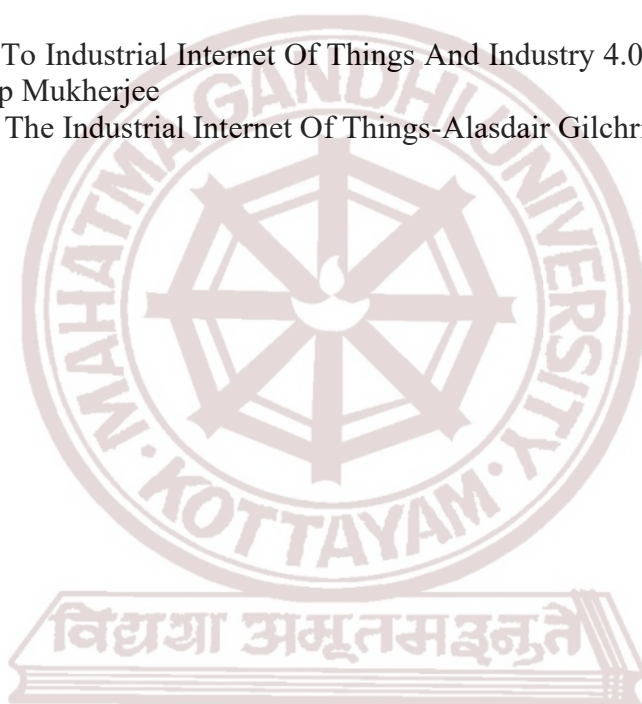 To Industrial Internet Of Things And Industry 4.0
p Mukherjee
The Industrial Internet Of Things-Alasdair Gilchr
MAHATMA GANDHI UNIVERSITY
KOTTAYAM
विद्यया अमृतमश्नुते